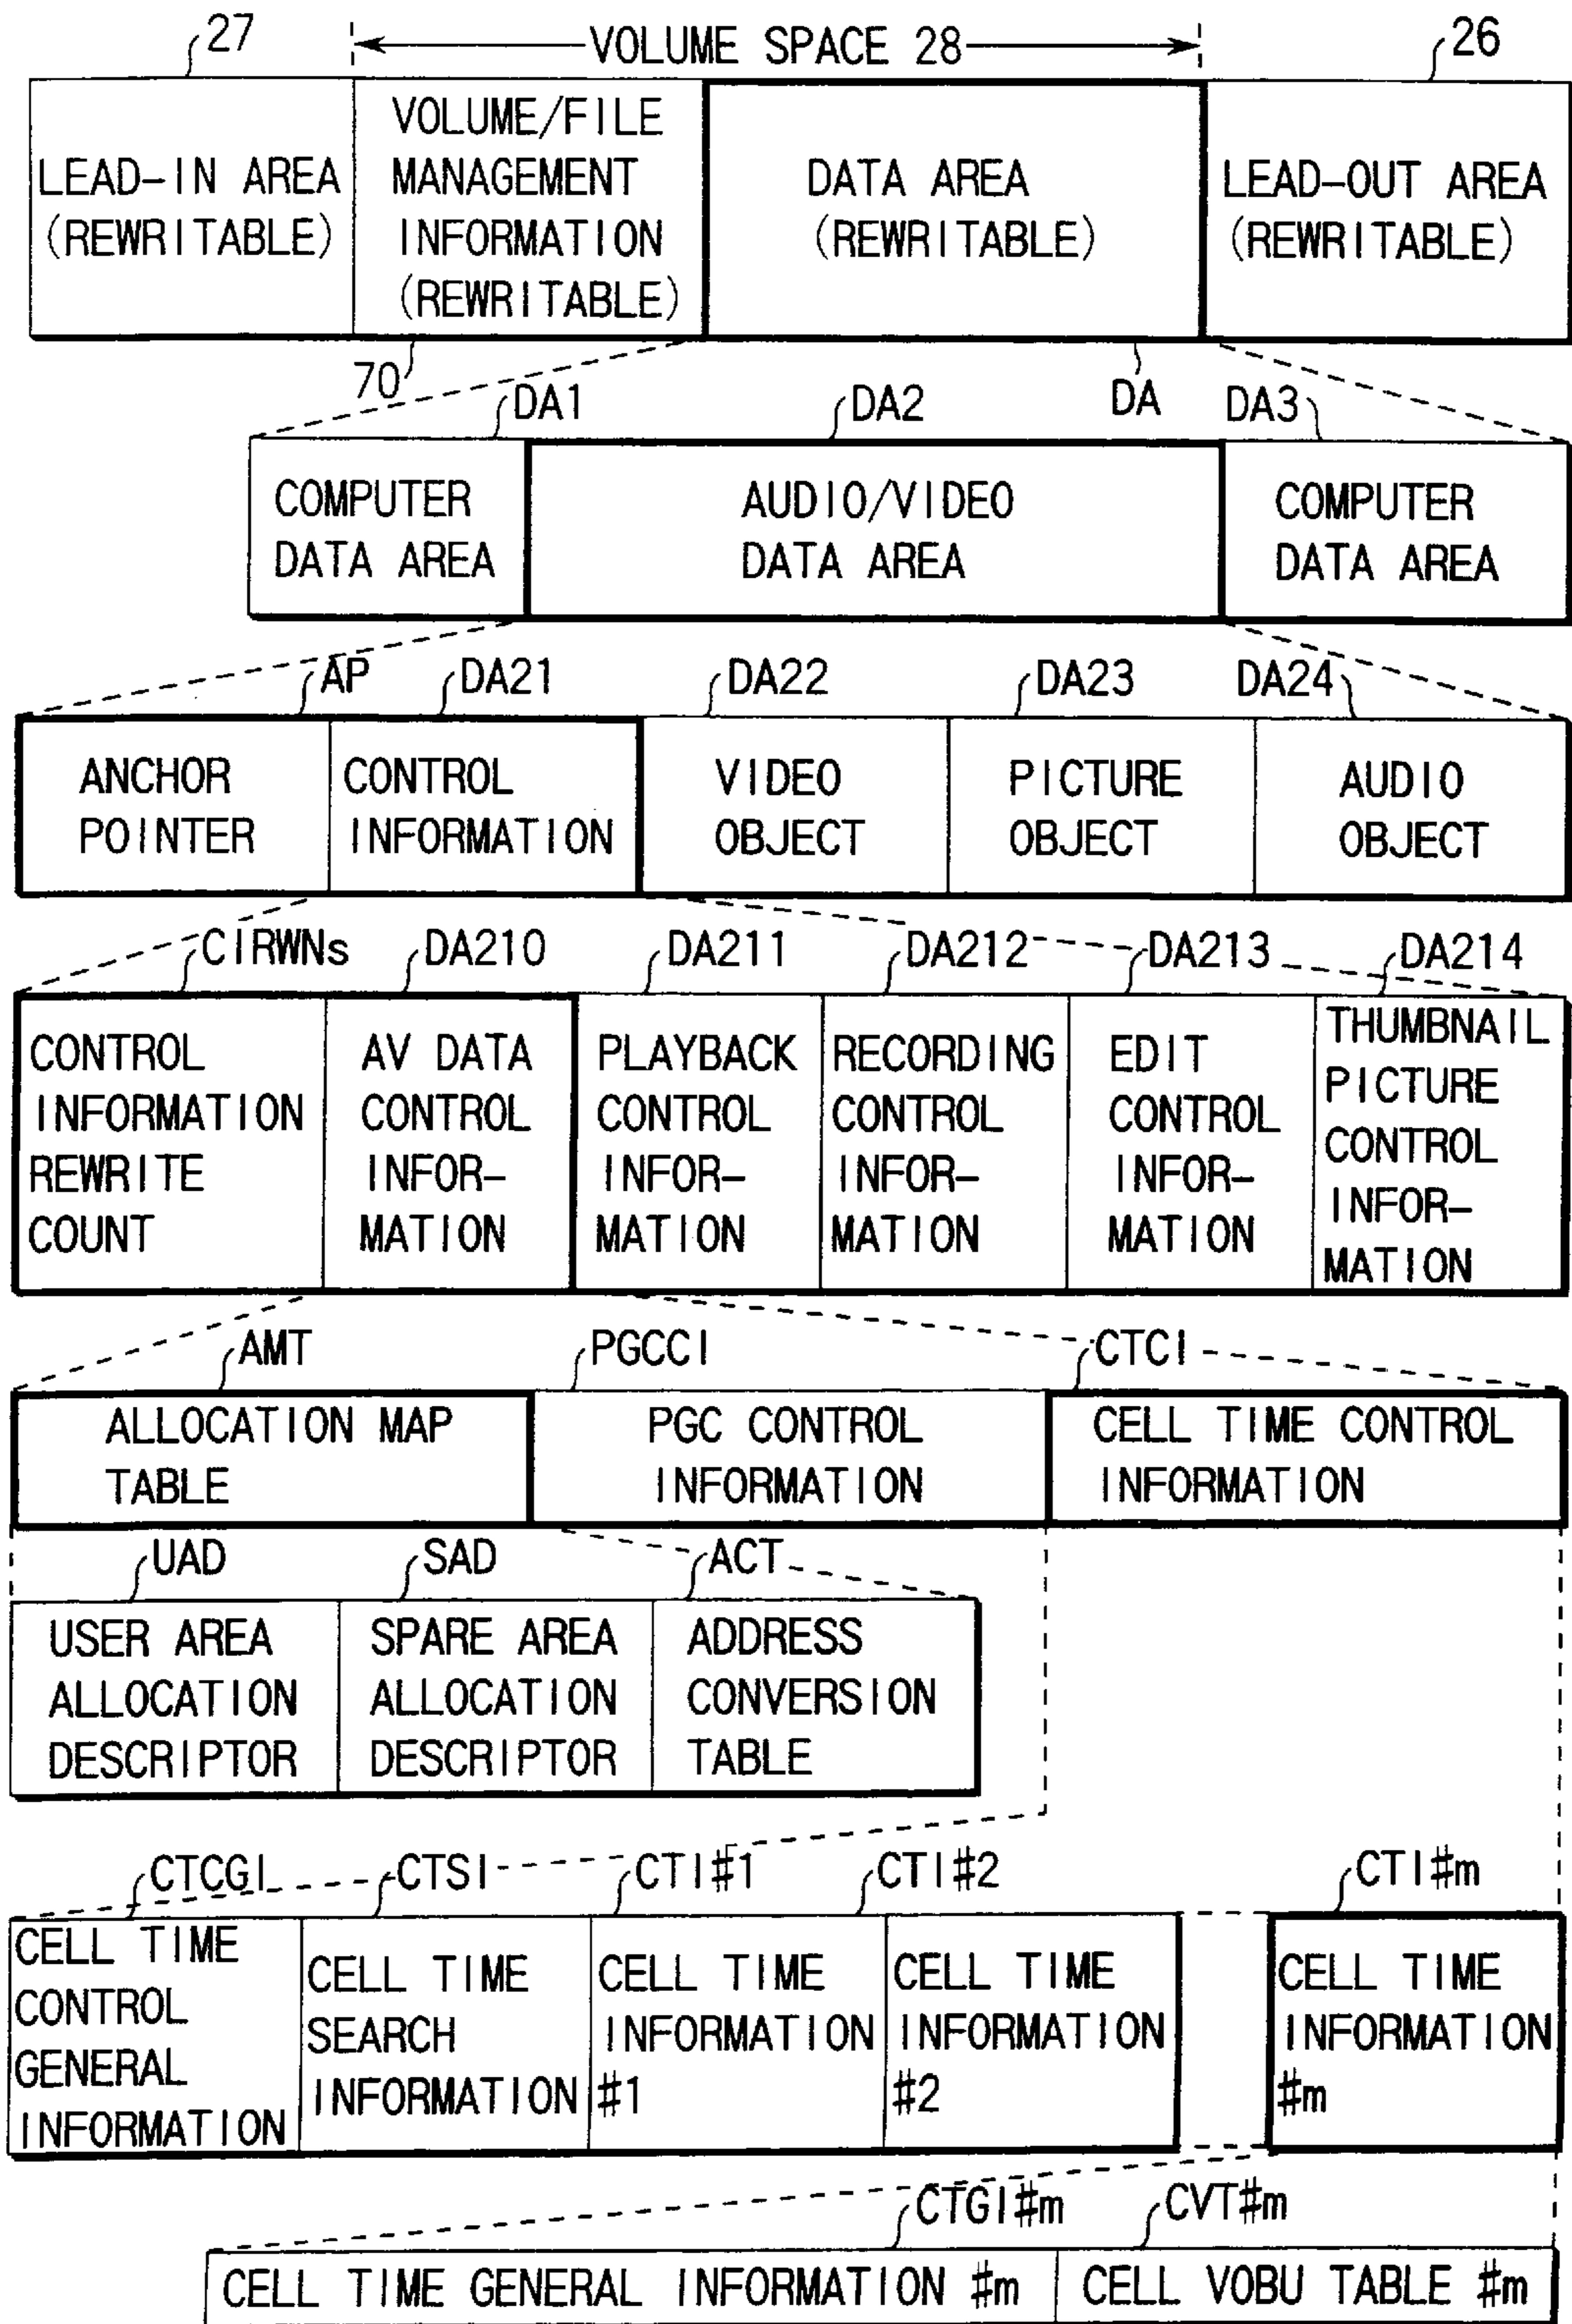 27
VOLUME SPACE 28
26
LEAD-IN AREA
(REWRITABLE)
VOLUME/FILE
MANAGEMENT
INFORMATION
(REWRITABLE)
DATA AREA
(REWRITABLE)
LEAD-OUT AREA
(REWRITABLE)
70
DA
DA1
DA2
DA3
COMPUTER
DATA AREA
AUDIO/VIDEO
DATA AREA
COMPUTER
DATA AREA
AP
DA21
DA22
DA23
DA24
ANCHOR
POINTER
CONTROL
INFORMATION
VIDEO
OBJECT
PICTURE
OBJECT
AUDIO
OBJECT
CIRWNs
DA210
DA211
DA212
DA213
DA214
CONTROL
INFORMATION
REWRITE
COUNT
AV DATA
CONTROL
INFOR-
MATION
PLAYBACK
CONTROL
INFOR-
MATION
RECORDING
CONTROL
INFOR-
MATION
EDIT
CONTROL
INFOR-
MATION
THUMBNAIL
PICTURE
CONTROL
INFOR-
MATION
AMT
PGCCI
CTCI
ALLOCATION MAP
TABLE
PGC CONTROL
INFORMATION
CELL TIME CONTROL
INFORMATION
UAD
SAD
ACT
USER AREA
ALLOCATION
DESCRIPTOR
SPARE AREA
ALLOCATION
DESCRIPTOR
ADDRESS
CONVERSION
TABLE
CTCGI
CTSI
CTI#1
CTI#2
CTI#m
CELL TIME
CONTROL
GENERAL
INFORMATION
CELL TIME
SEARCH
INFORMATION
CELL TIME
INFORMATION
#1
CELL TIME
INFORMATION
#2
CELL TIME
INFORMATION
#m
CTGI#m
CVT#m
CELL TIME GENERAL INFORMATION #m
CELL VOBU TABLE #m